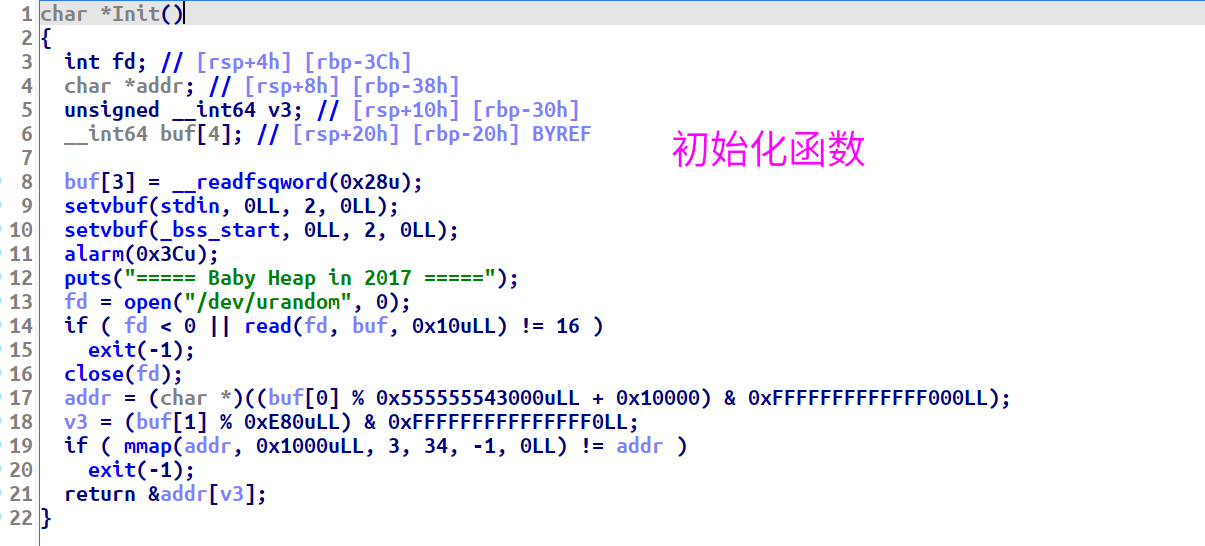 1 char *Init()
2 {
3   int fd; // [rsp+4h] [rbp-3Ch]
4   char *addr; // [rsp+8h] [rbp-38h]
5   unsigned __int64 v3; // [rsp+10h] [rbp-30h]
6   __int64 buf[4]; // [rsp+20h] [rbp-20h] BYREF
初始化函数
7
8   buf[3] = __readfsqword(0x28u);
9   setvbuf(stdin, 0LL, 2, 0LL);
10   setvbuf(_bss_start, 0LL, 2, 0LL);
11   alarm(0x3Cu);
12   puts("===== Baby Heap in 2017 =====");
13   fd = open("/dev/urandom", 0);
14   if ( fd < 0 || read(fd, buf, 0x10uLL) != 16 )
15     exit(-1);
16   close(fd);
17   addr = (char *)((buf[0] % 0x555555543000uLL + 0x10000) & 0xFFFFFFFFFFFFF000LL);
18   v3 = (buf[1] % 0xE80uLL) & 0xFFFFFFFFFFFFFFF0LL;
19   if ( mmap(addr, 0x1000uLL, 3, 34, -1, 0LL) != addr )
20     exit(-1);
21   return &addr[v3];
22 }